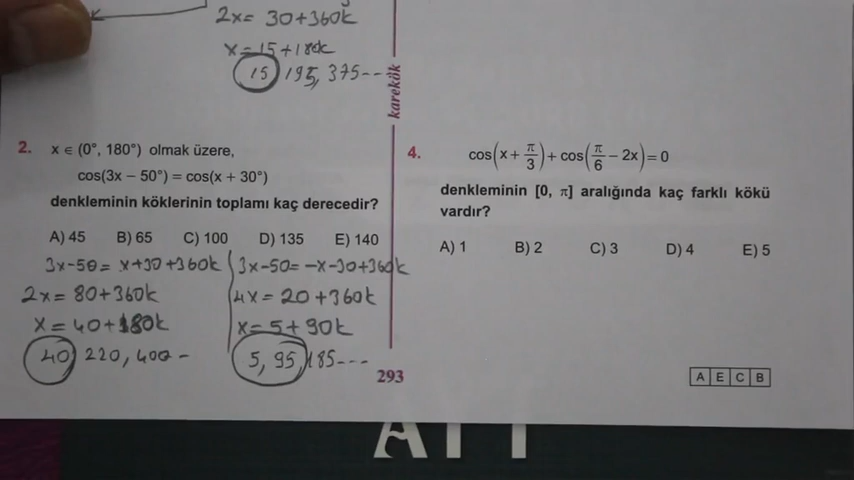 2x = 30+360k
x = 15+180k
15 195, 375---
karekök
2. x ∈ (0°, 180°) olmak üzere,
cos(3x – 50°) = cos(x + 30°)
denkleminin köklerinin toplamı kaç derecedir?
A) 45 B) 65 C) 100 D) 135 E) 140
3x-50 = x+30+360k 3x-50 = -x-30+360k
2x = 80+360k 4x = 20+360k
x = 40+180k x = 5+90k
40, 220, 400 - 5, 95, 185---
293
4. cos(x + π/3) + cos(π/6 – 2x) = 0
denkleminin [0, π] aralığında kaç farklı kökü
vardır?
A) 1 B) 2 C) 3 D) 4 E) 5
A E C B